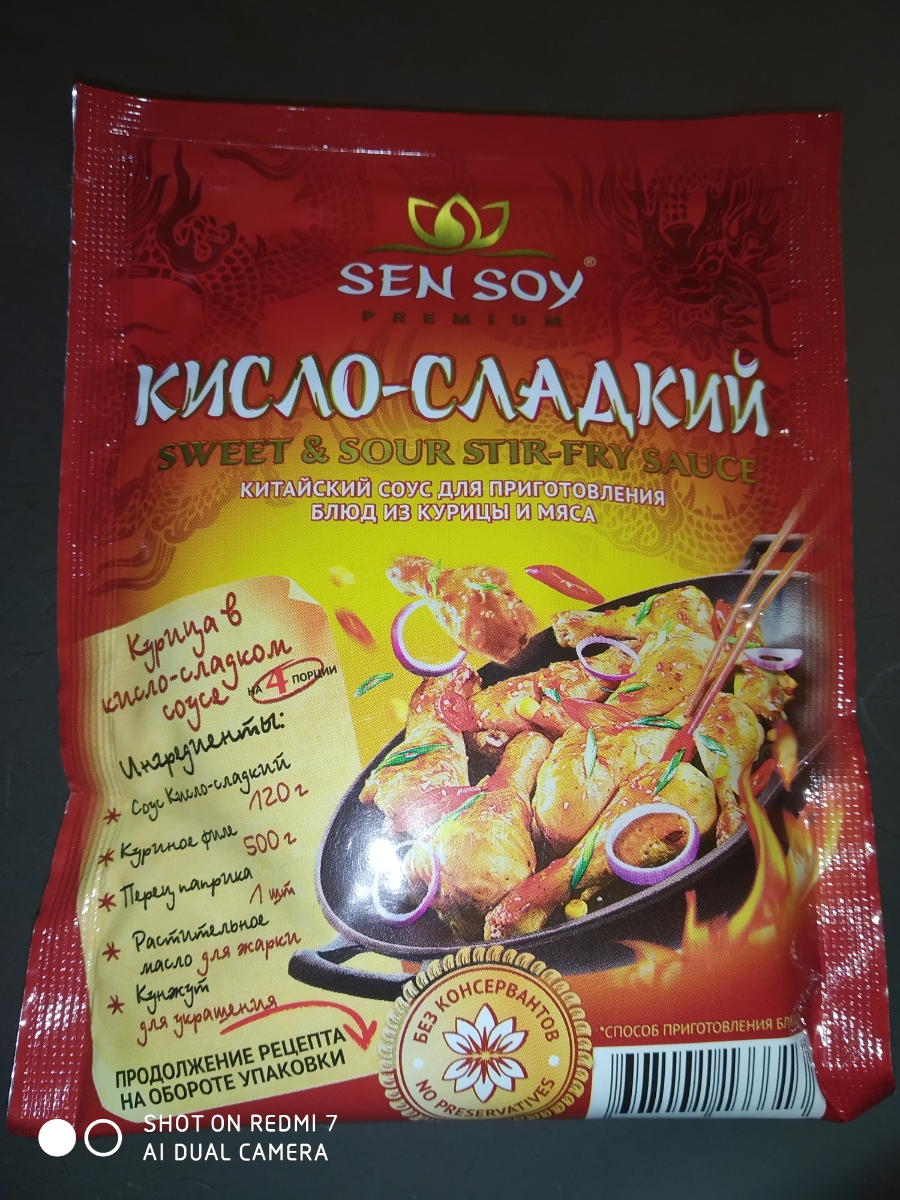 SEN SOY®
PREMIUM
КИСЛО-СЛАДКИЙ
SWEET & SOUR STIR-FRY SAUCE
КИТАЙСКИЙ СОУС ДЛЯ ПРИГОТОВЛЕНИЯ
БЛЮД ИЗ КУРИЦЫ И МЯСА
Курица в
кисло-сладком
соусе
НА 4 ПОРЦИИ
Ингредиенты:
* Соус Кисло-сладкий
120 г
* Куриное филе
500 г
* Перец паприка
1 шт
* Растительное
масло для жарки
* Кунжут
для украшения
ПРОДОЛЖЕНИЕ РЕЦЕПТА
НА ОБОРОТЕ УПАКОВКИ
БЕЗ КОНСЕРВАНТОВ
NO PRESERVATIVES
*СПОСОБ ПРИГОТОВЛЕНИЯ
SHOT ON REDMI 7
AI DUAL CAMERA